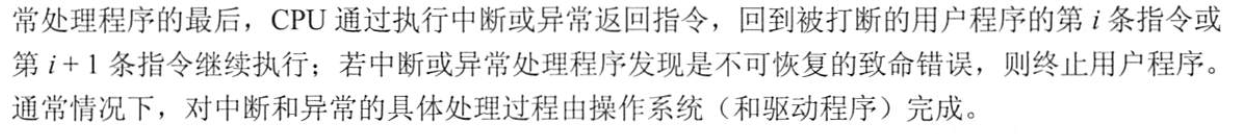 常处理程序的最后，CPU 通过执行中断或异常返回指令，回到被打断的用户程序的第 i 条指令或
第 i + 1 条指令继续执行；若中断或异常处理程序发现是不可恢复的致命错误，则终止用户程序。
通常情况下，对中断和异常的具体处理过程由操作系统（和驱动程序）完成。